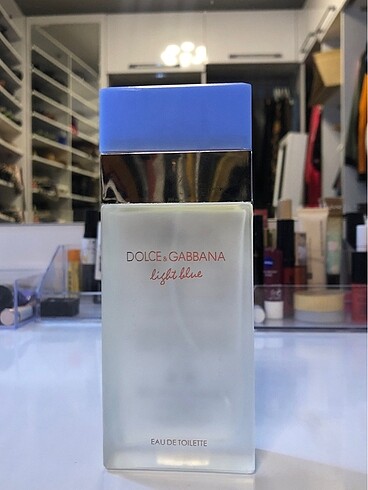 DOLCE & GABBANA
light blue
EAU DE TOILETTE